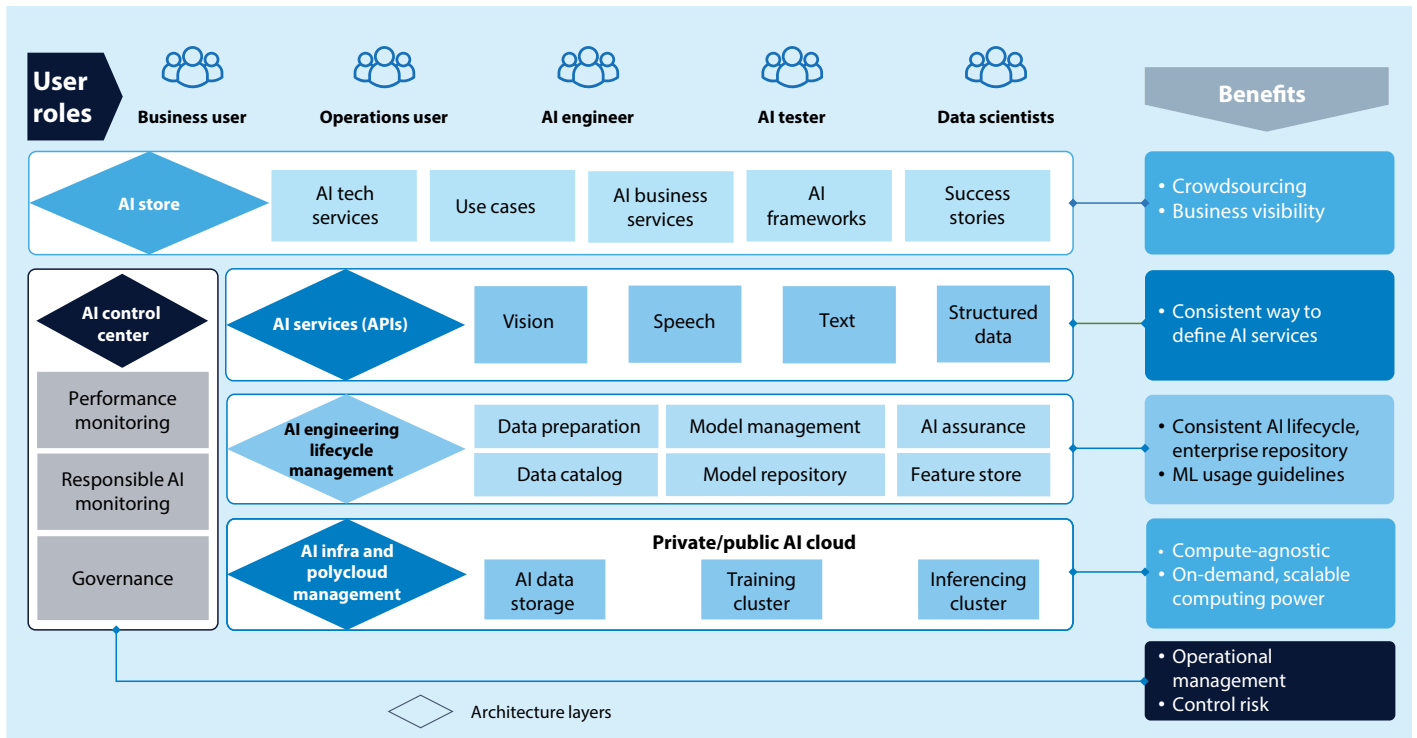 User
roles
Business user
Operations user
AI engineer
AI tester
Data scientists
Benefits
AI store
AI tech
services
Use cases
AI business
services
AI
frameworks
Success
stories
• Crowdsourcing
• Business visibility
AI control
center
Performance
monitoring
Responsible AI
monitoring
Governance
AI services (APIs)
Vision
Speech
Text
Structured
data
• Consistent way to
define AI services
AI engineering
lifecycle
management
Data preparation
Model management
AI assurance
Data catalog
Model repository
Feature store
• Consistent AI lifecycle,
enterprise repository
• ML usage guidelines
AI infra and
polycloud
management
Private/public AI cloud
AI data
storage
Training
cluster
Inferencing
cluster
• Compute-agnostic
• On-demand, scalable
computing power
• Operational
management
• Control risk
Architecture layers